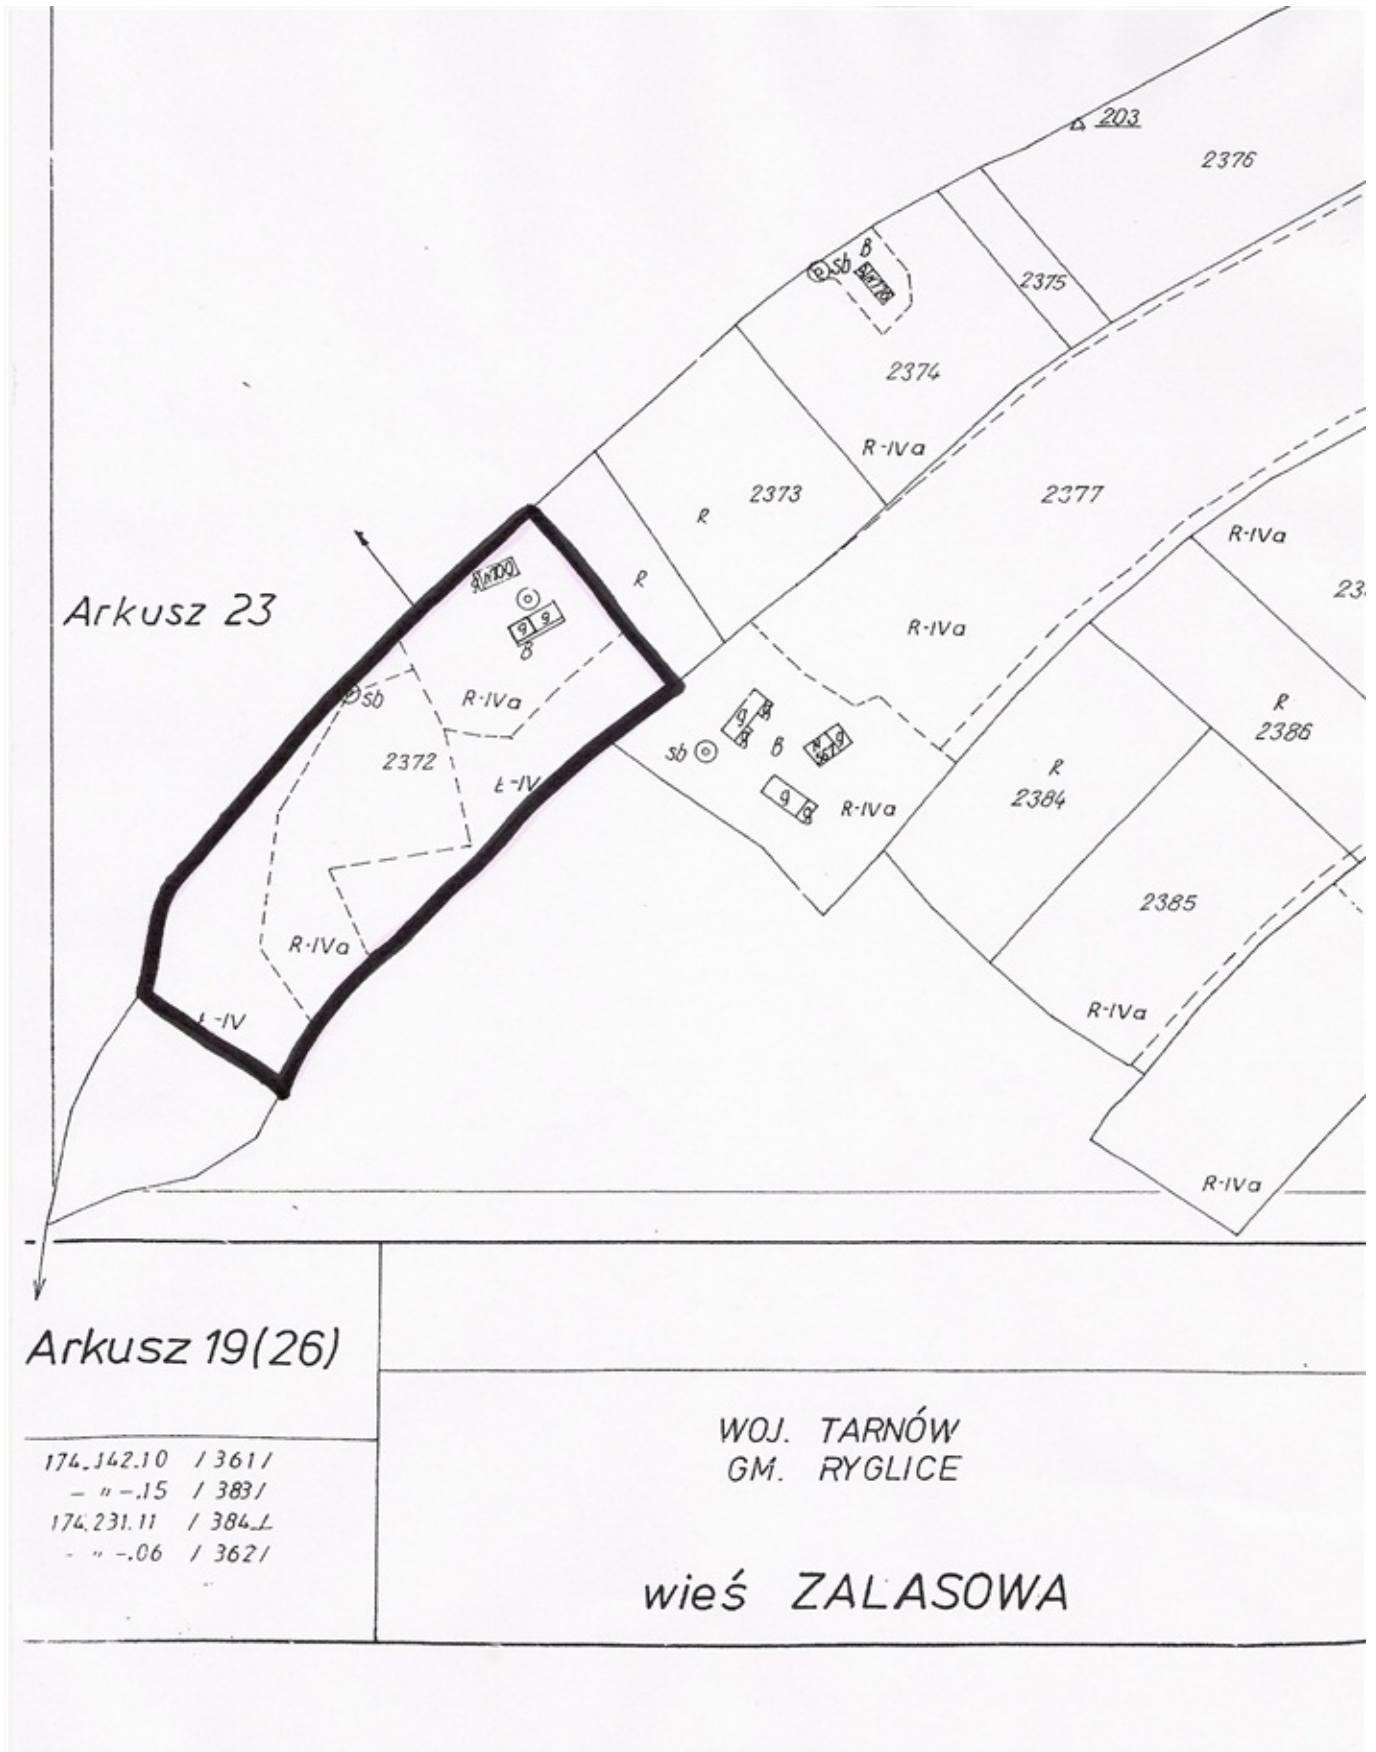 203
2376
B
sb
2375
2374
R-IVa
2373
R
2377
R-IVa
23
Arkusz 23
R
g g
B
R-IVa
R-IVa
sb
R-IVa
2372
Ł-IV
g
B
g
sb
g
R-IVa
R
2384
R
2386
2385
R-IVa
R-IVa
Ł-IV
R-IVa
Arkusz 19(26)
174.142.10 / 361 /
- " -.15 / 383 /
174.231.11 / 384 /
- " -.06 / 362 /
WOJ. TARNÓW
GM. RYGLICE
wieś ZALASOWA